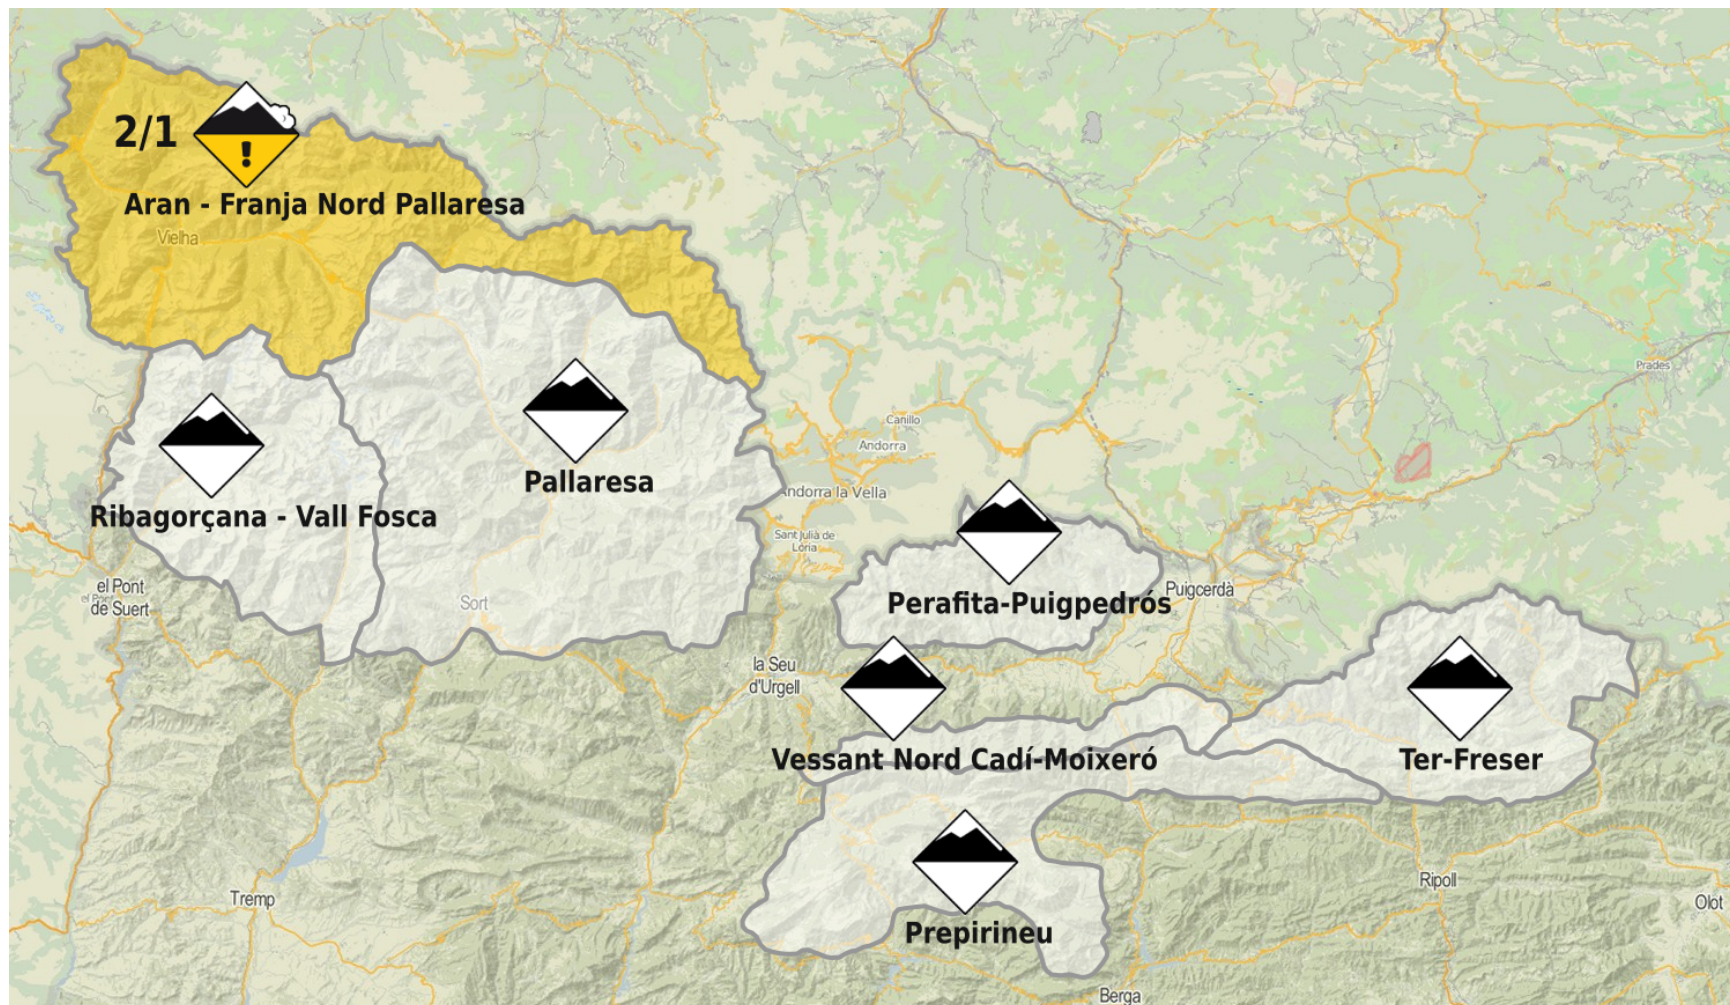 2/1
!
Aran - Franja Nord Pallaresa
Vielha
Prades
Canillo
Andorra
Pallaresa
Andorra la Vella
Ribagorçana - Vall Fosca
Sant Julià de
Lòria
el Pont
de Suert
Sort
Puigcerdà
Perafita-Puigpedrós
la Seu
d'Urgell
Vessant Nord Cadí-Moixeró
Ter-Freser
Ripoll
Tremp
Olot
Prepirineu
Berga